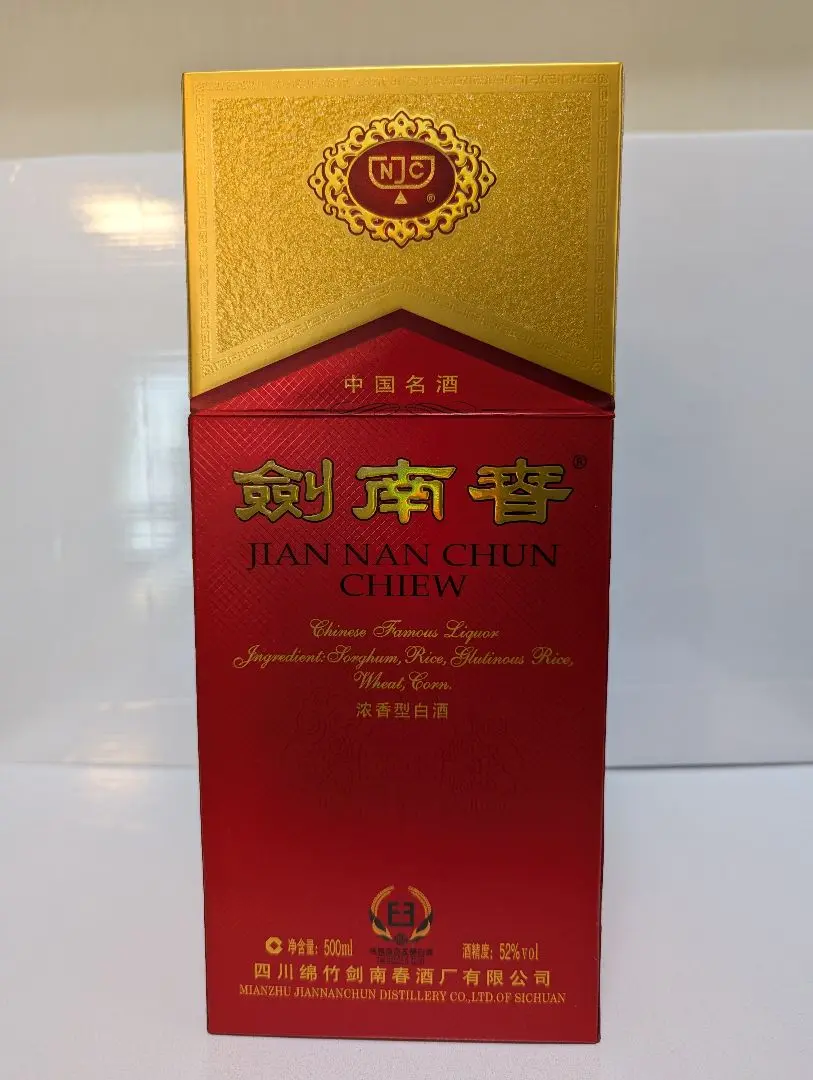 NJC
®
中国名酒
劍南春®
JIAN NAN CHUN
CHIEW
Chinese Famous Liquor
Ingredient: Sorghum, Rice, Glutinous Rice,
Wheat, Corn.
浓香型白酒
净含量: 500ml
酒精度: 52%vol
四川绵竹剑南春酒厂有限公司
MIANZHU JIANNANCHUN DISTILLERY CO.,LTD.OF SICHUAN